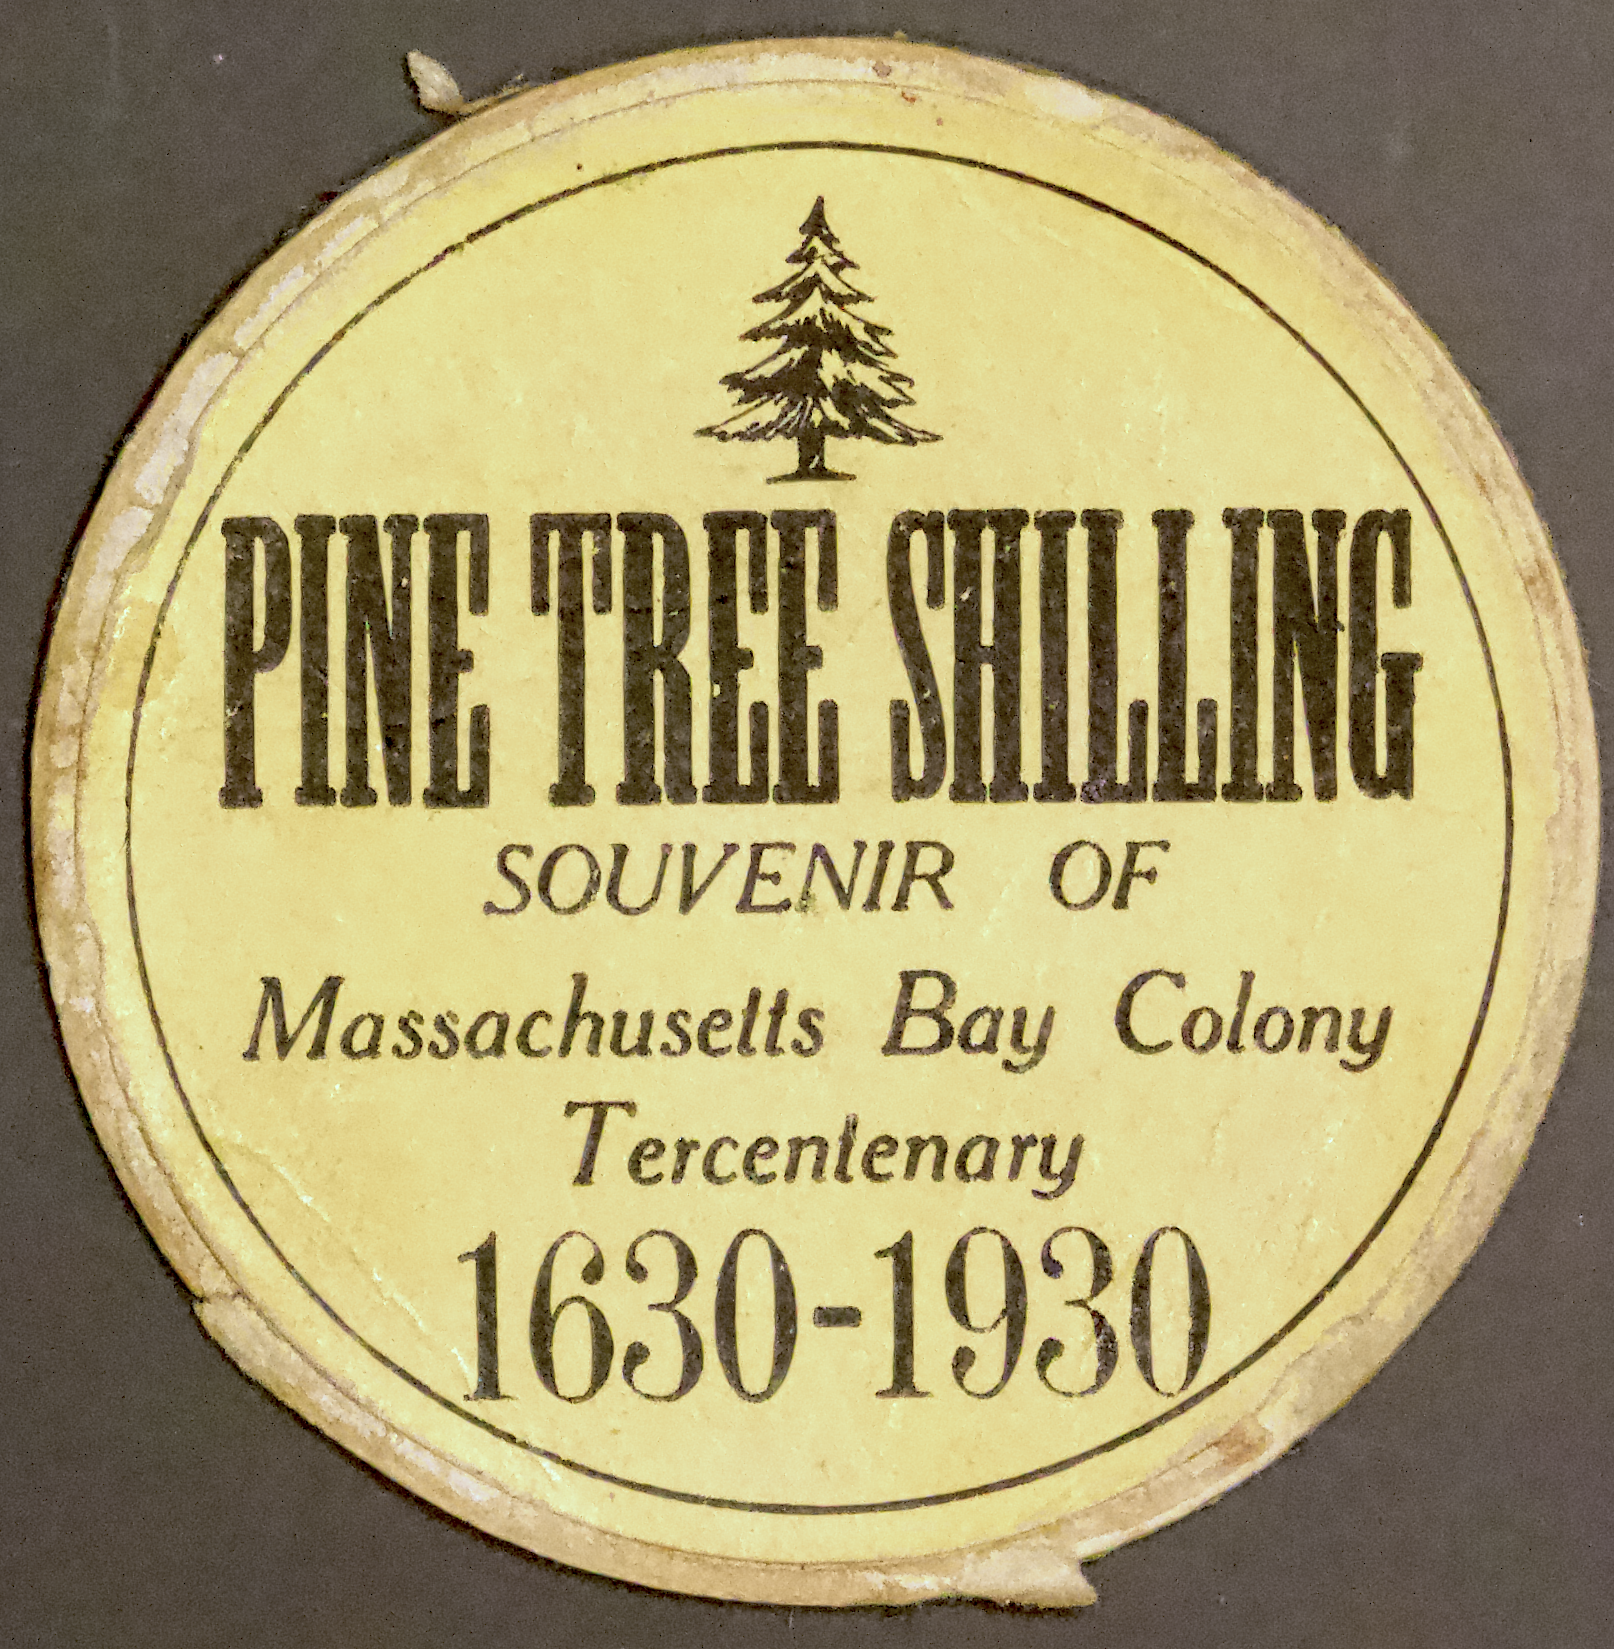 PINE TREE SHILLING
SOUVENIR OF
Massachusetts Bay Colony
Tercentenary
1630-1930